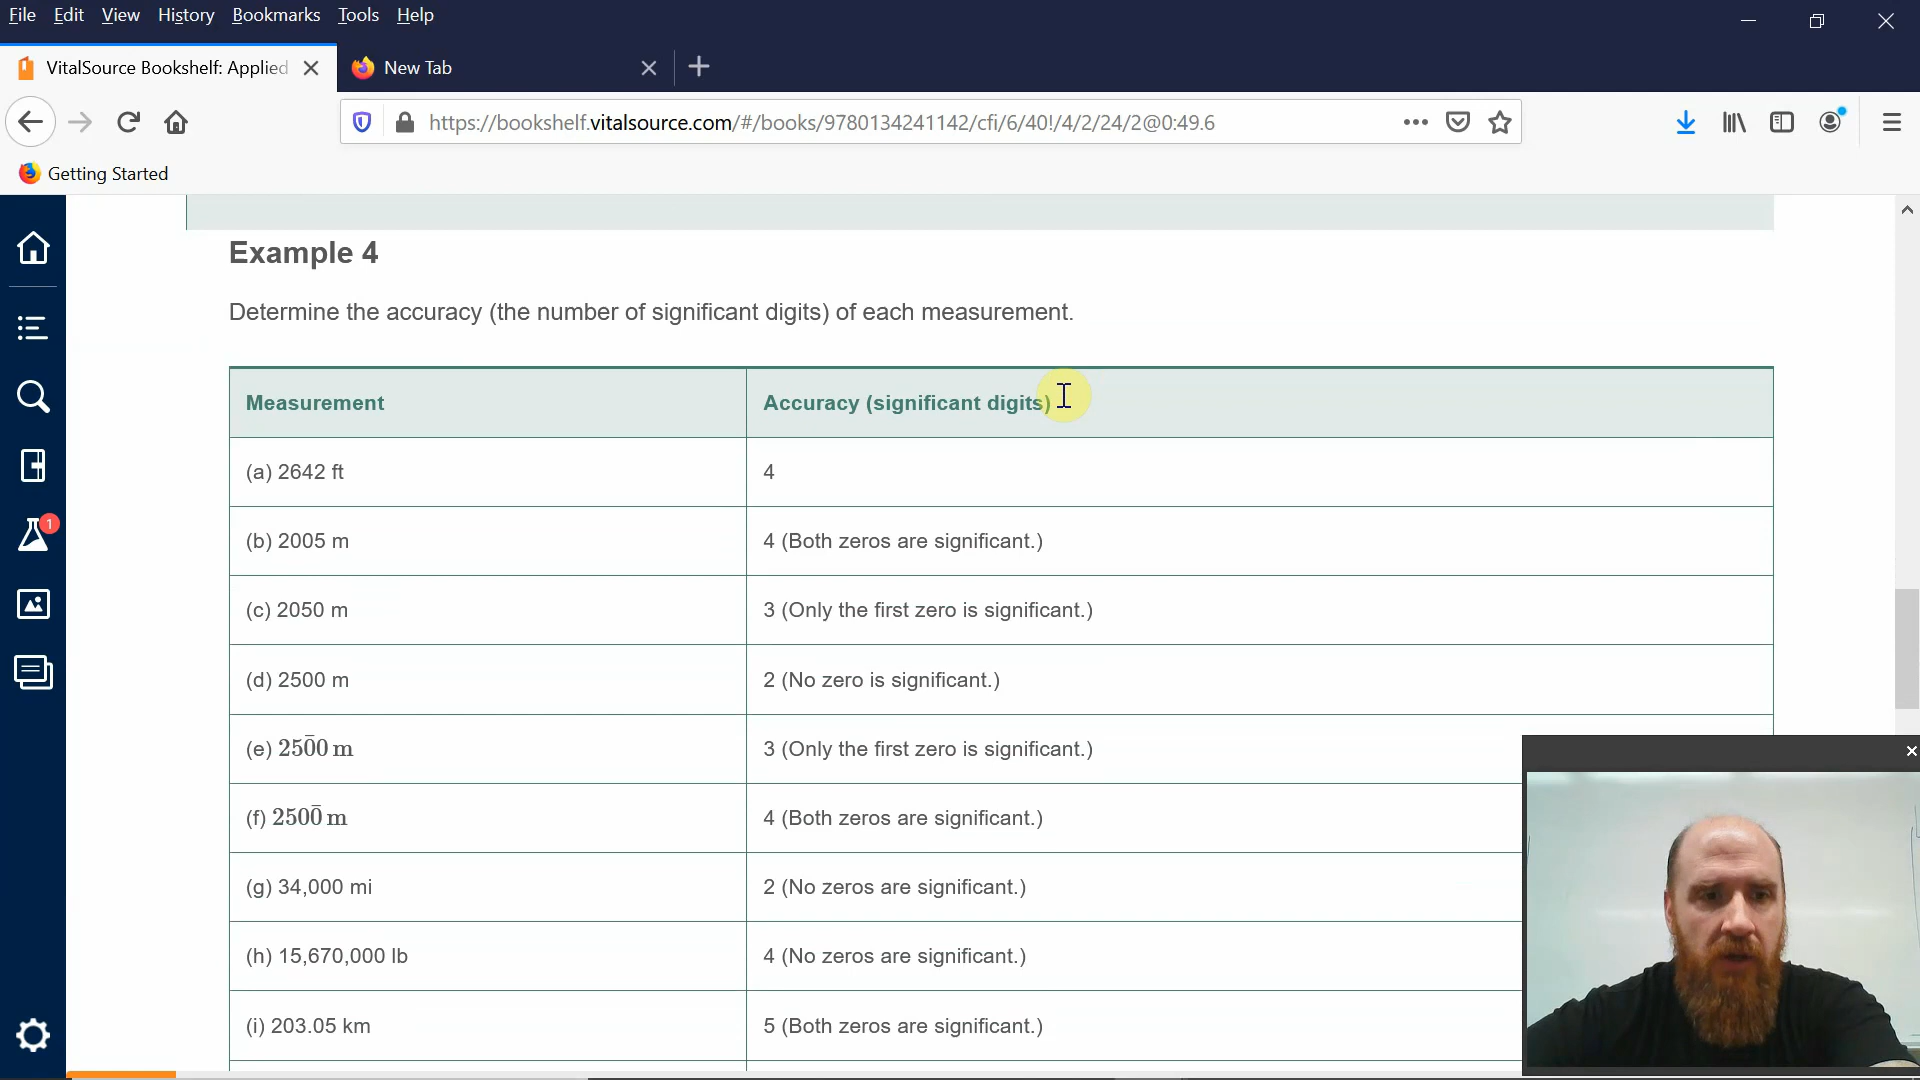 File Edit View History Bookmarks Tools Help
VitalSource Bookshelf: Applied
New Tab
https://bookshelf.vitalsource.com/#/books/9780134241142/cfi/6/40!/4/2/24/2@0:49.6
Getting Started
Example 4
Determine the accuracy (the number of significant digits) of each measurement.
Measurement Accuracy (significant digits)
(a) 2642 ft 4
(b) 2005 m 4 (Both zeros are significant.)
(c) 2050 m 3 (Only the first zero is significant.)
(d) 2500 m 2 (No zero is significant.)
(e) 250̄0 m 3 (Only the first zero is significant.)
(f) 2500̄ m 4 (Both zeros are significant.)
(g) 34,000 mi 2 (No zeros are significant.)
(h) 15,670,000 lb 4 (No zeros are significant.)
(i) 203.05 km 5 (Both zeros are significant.)
1